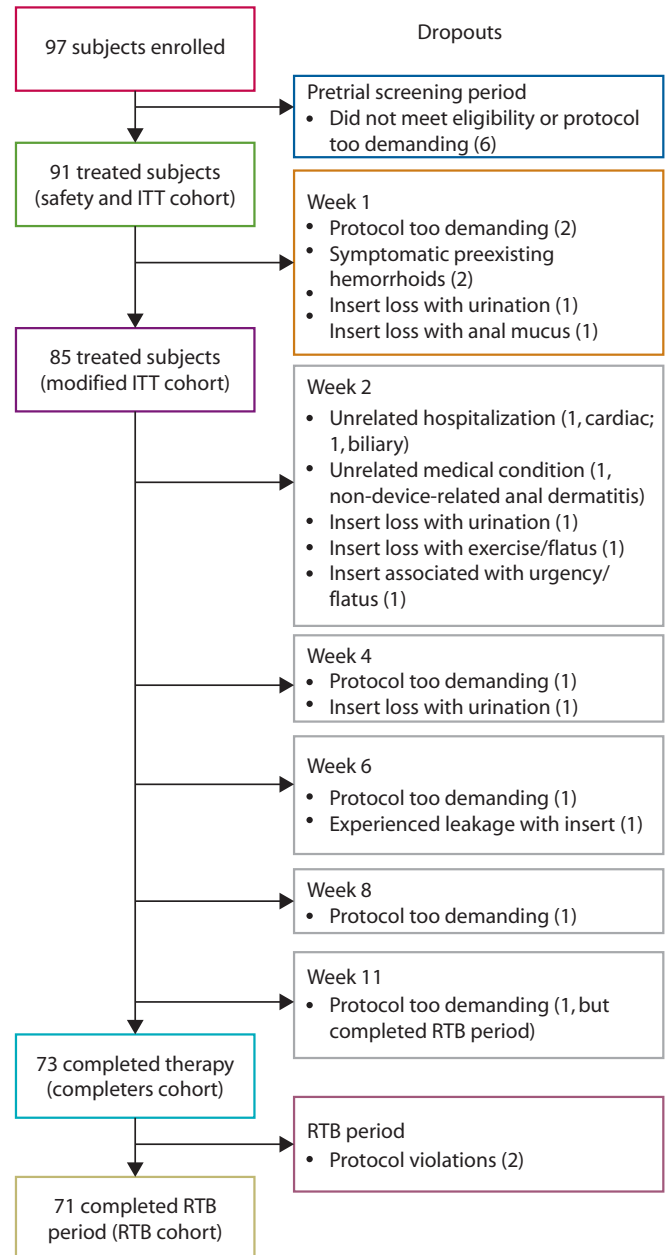 97 subjects enrolled
Dropouts
Pretrial screening period
• Did not meet eligibility or protocol
too demanding (6)
91 treated subjects
(safety and ITT cohort)
Week 1
• Protocol too demanding (2)
• Symptomatic preexisting
hemorrhoids (2)
• Insert loss with urination (1)
• Insert loss with anal mucus (1)
85 treated subjects
(modified ITT cohort)
Week 2
• Unrelated hospitalization (1, cardiac;
1, biliary)
• Unrelated medical condition (1,
non-device-related anal dermatitis)
• Insert loss with urination (1)
• Insert loss with exercise/flatus (1)
• Insert associated with urgency/
flatus (1)
Week 4
• Protocol too demanding (1)
• Insert loss with urination (1)
Week 6
• Protocol too demanding (1)
• Experienced leakage with insert (1)
Week 8
• Protocol too demanding (1)
Week 11
• Protocol too demanding (1, but
completed RTB period)
73 completed therapy
(completers cohort)
RTB period
• Protocol violations (2)
71 completed RTB
period (RTB cohort)